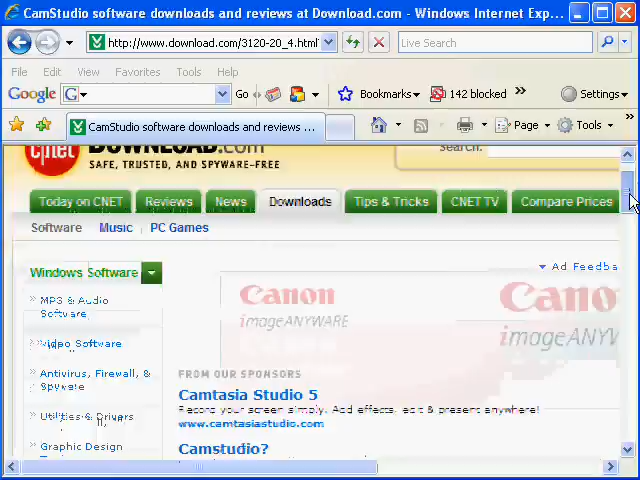 CamStudio software downloads and reviews at Download.com - Windows Internet Exp...
http://www.download.com/3120-20_4.html?
Live Search
File Edit View Favorites Tools Help
Google G Go Bookmarks 142 blocked » Settings
CamStudio software downloads and reviews ... Page Tools »
cnet DOWNLOAD.com
Search:
SAFE, TRUSTED, AND SPYWARE-FREE
Today on CNET Reviews News Downloads Tips & Tricks CNET TV Compare Prices
Software Music PC Games
Windows Software
Ad Feedba
» MP3 & Audio
Software
Canon
Canon
imageANYWARE
imageANYW
» Video Software
» Antivirus, Firewall, &
Spyware
FROM OUR SPONSORS
Camtasia Studio 5
Record your screen simply. Add effects, edit & present anywhere!
» Utilities & Drivers
www.camtasiastudio.com
» Graphic Design
Camstudio?